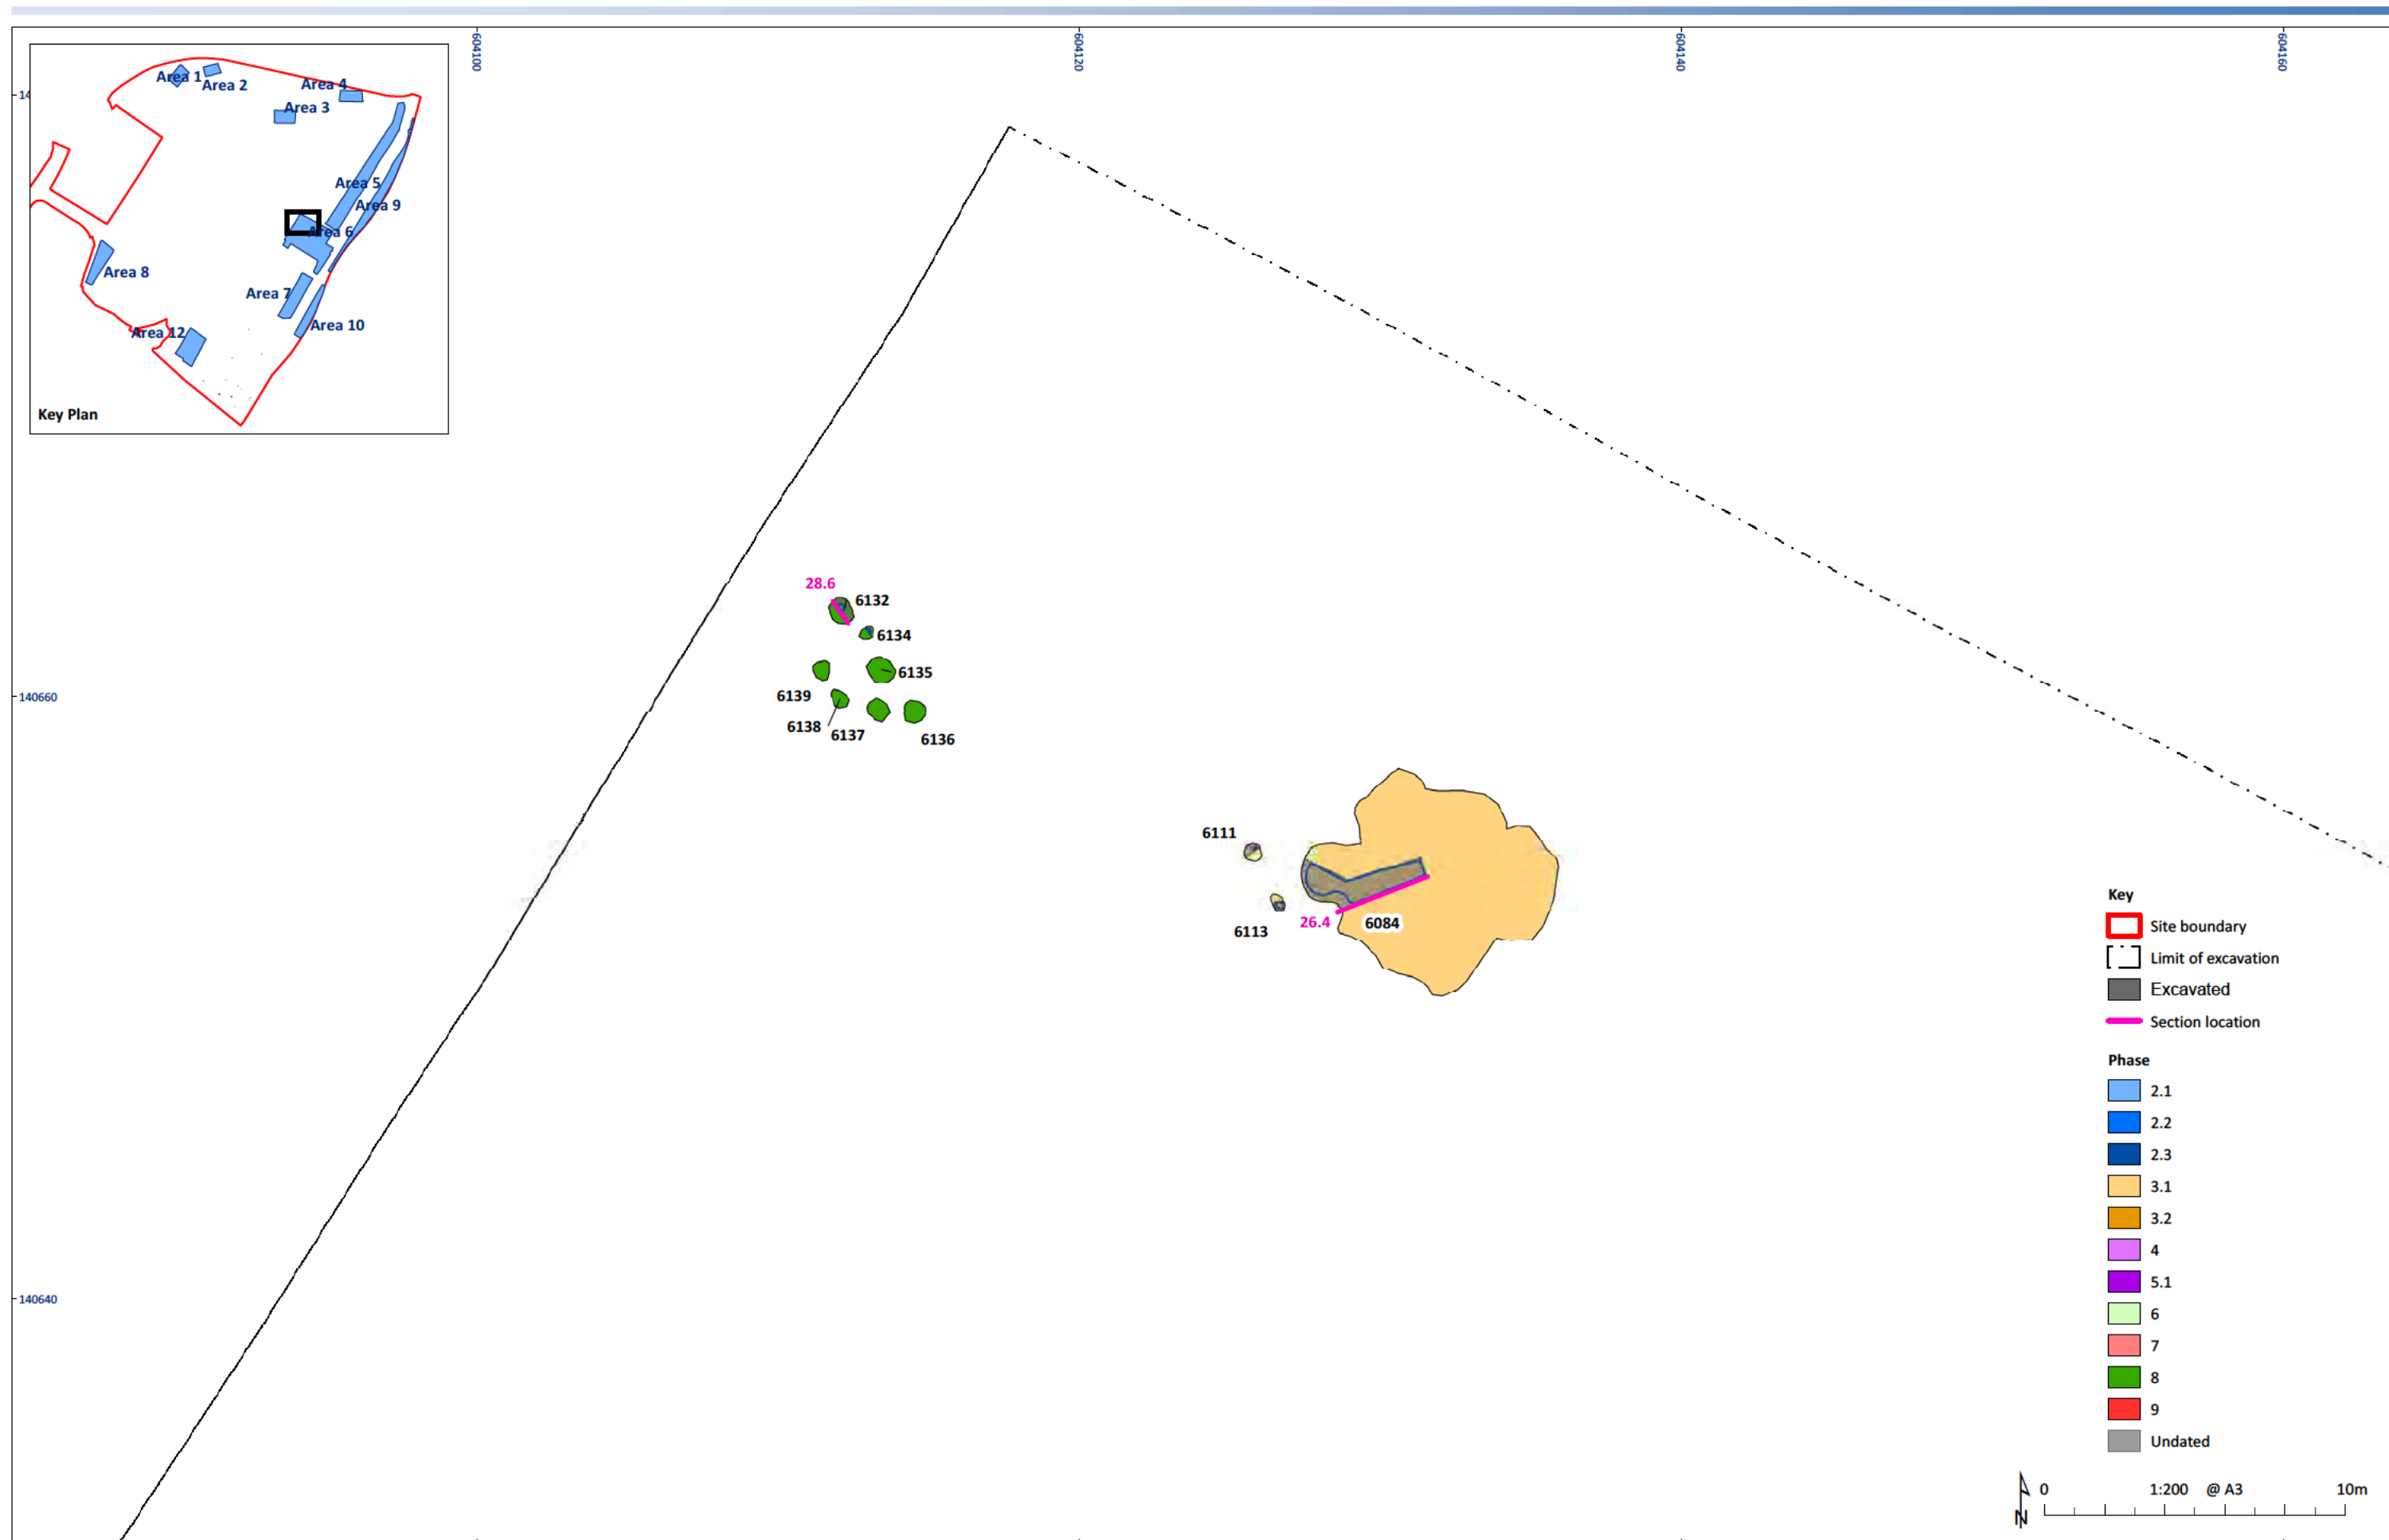 604100
604120
604140
604160
Area 1
Area 2
Area 4
Area 3
Area 5
Area 9
Area 6
Area 8
Area 7
Area 10
Area 12
Key Plan
28.6
6132
6134
6135
6139
140660
6138
6137
6136
6111
26.4
6084
6113
Key
Site boundary
Limit of excavation
Excavated
Section location
Phase
2.1
2.2
2.3
3.1
3.2
4
5.1
6
7
8
9
Undated
140640
N
0 1:200 @ A3 10m